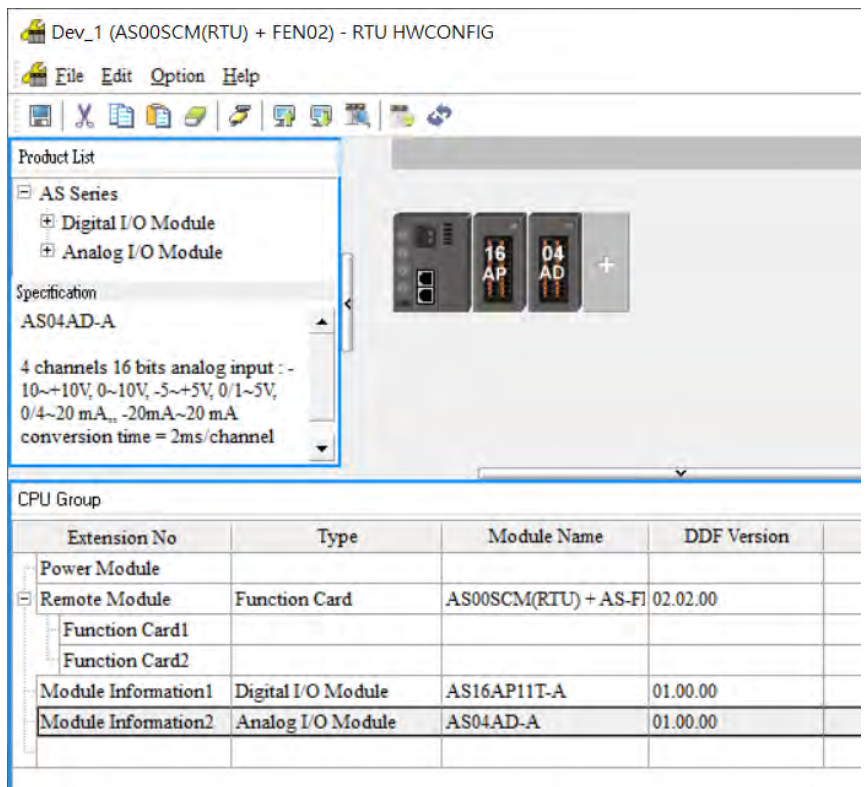 Dev_1 (AS00SCM(RTU) + FEN02) - RTU HWCONFIG
File Edit Option Help
Product List
AS Series
Digital I/O Module
Analog I/O Module
Specification
AS04AD-A
4 channels 16 bits analog input : -
10~+10V, 0~10V, -5~+5V, 0/1~5V,
0/4~20 mA,, -20mA~20 mA
conversion time = 2ms/channel
16
AP
04
AD
+
CPU Group
Extension No Type Module Name DDF Version
Power Module
Remote Module Function Card AS00SCM(RTU) + AS-FE 02.02.00
Function Card1
Function Card2
Module Information1 Digital I/O Module AS16AP11T-A 01.00.00
Module Information2 Analog I/O Module AS04AD-A 01.00.00